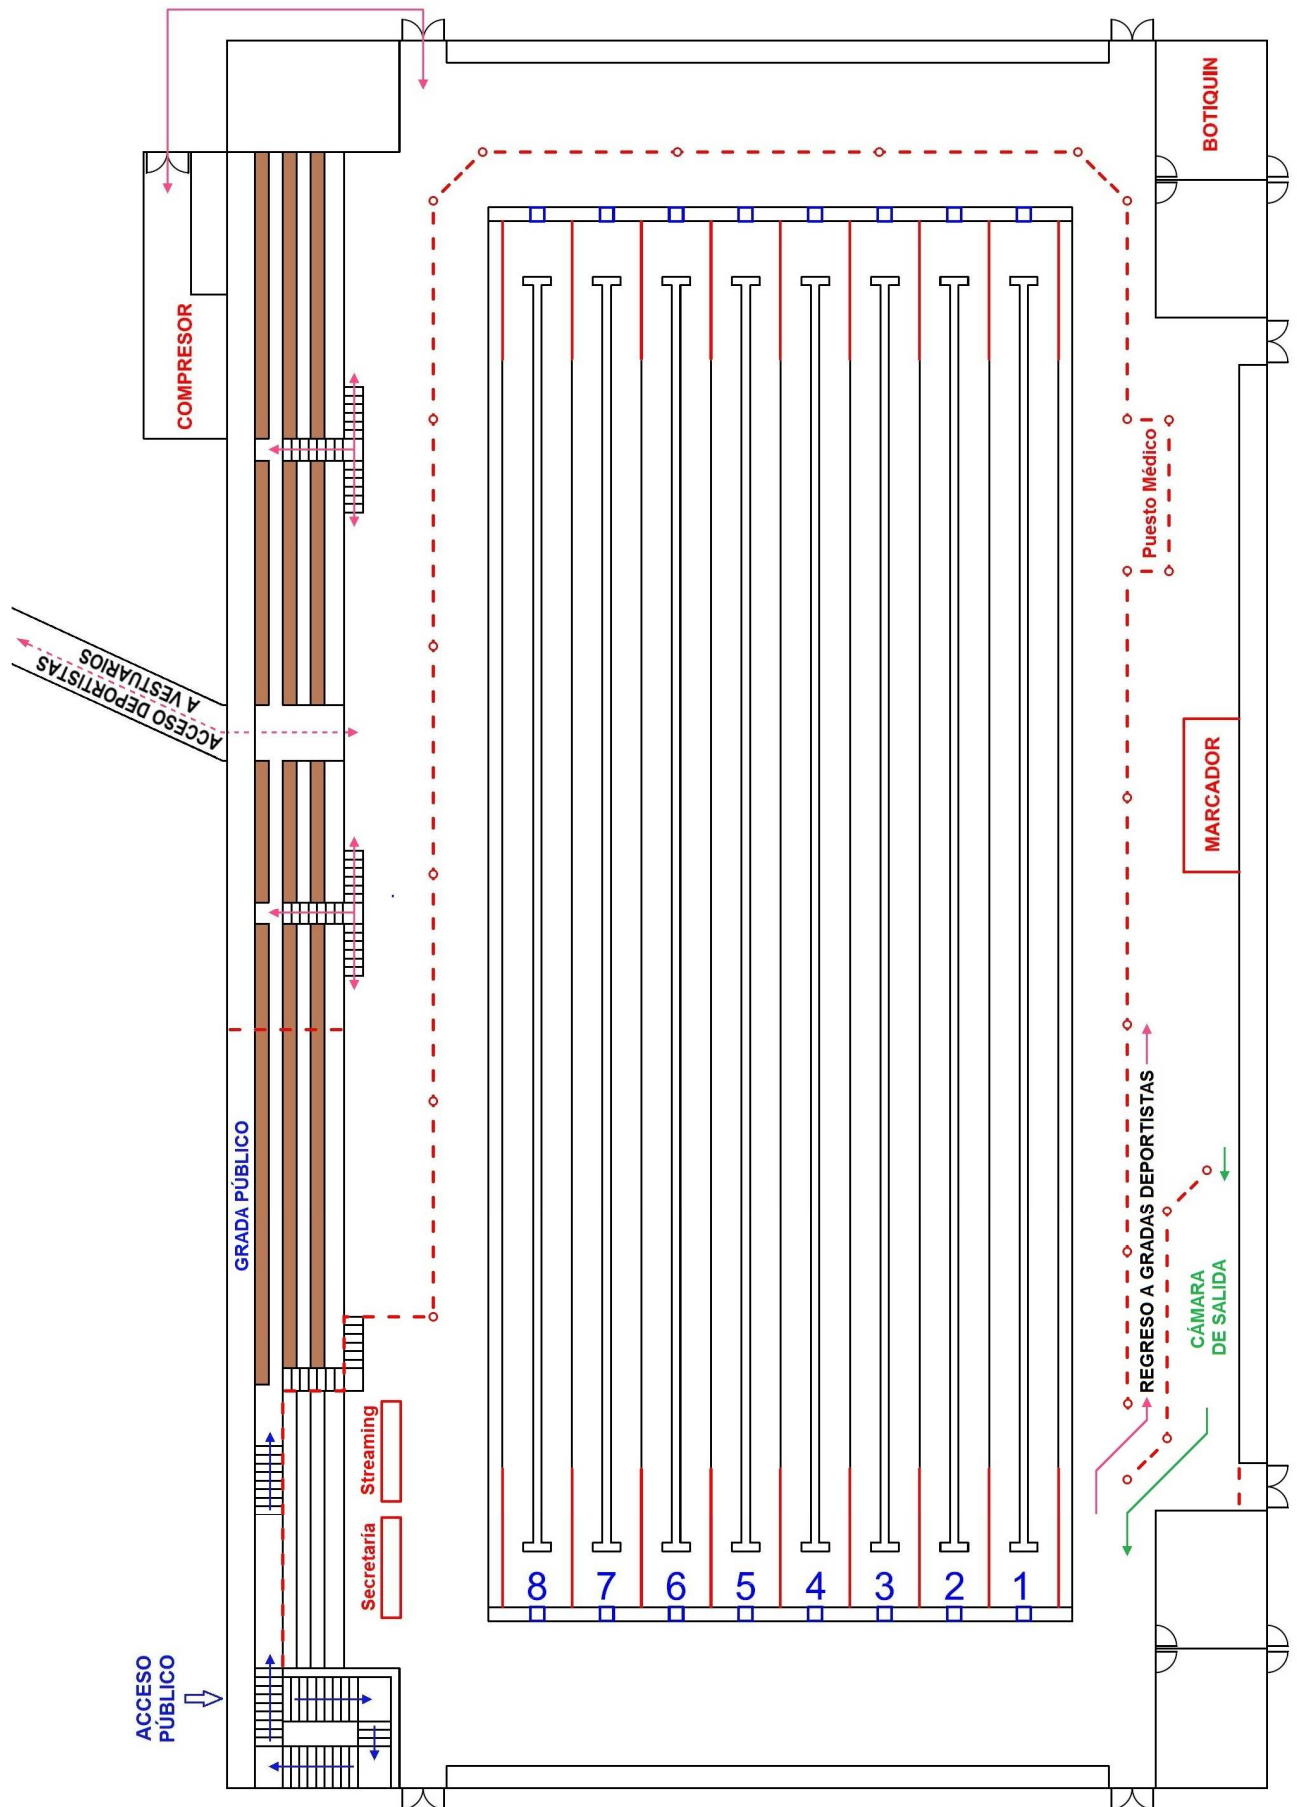 BOTIQUIN
COMPRESOR
Puesto Médico
ACCESO DEPORTISTAS
A VESTUARIOS
MARCADOR
GRADA PÚBLICO
REGRESO A GRADAS DEPORTISTAS
CÁMARA
DE SALIDA
Streaming
Secretaría
8 7 6 5 4 3 2 1
ACCESO
PÚBLICO